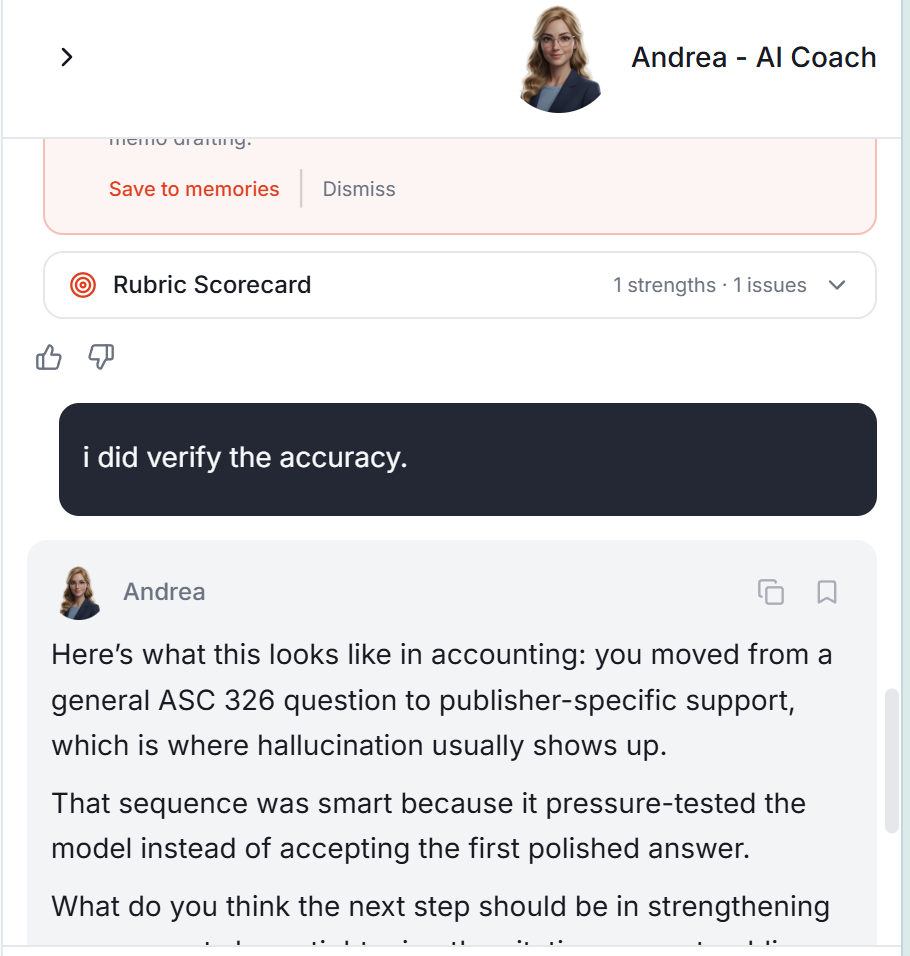 Andrea - AI Coach
memo drafting.
Save to memories
Dismiss
Rubric Scorecard
1 strengths · 1 issues
i did verify the accuracy.
Andrea
Here’s what this looks like in accounting: you moved from a
general ASC 326 question to publisher-specific support,
which is where hallucination usually shows up.
That sequence was smart because it pressure-tested the
model instead of accepting the first polished answer.
What do you think the next step should be in strengthening